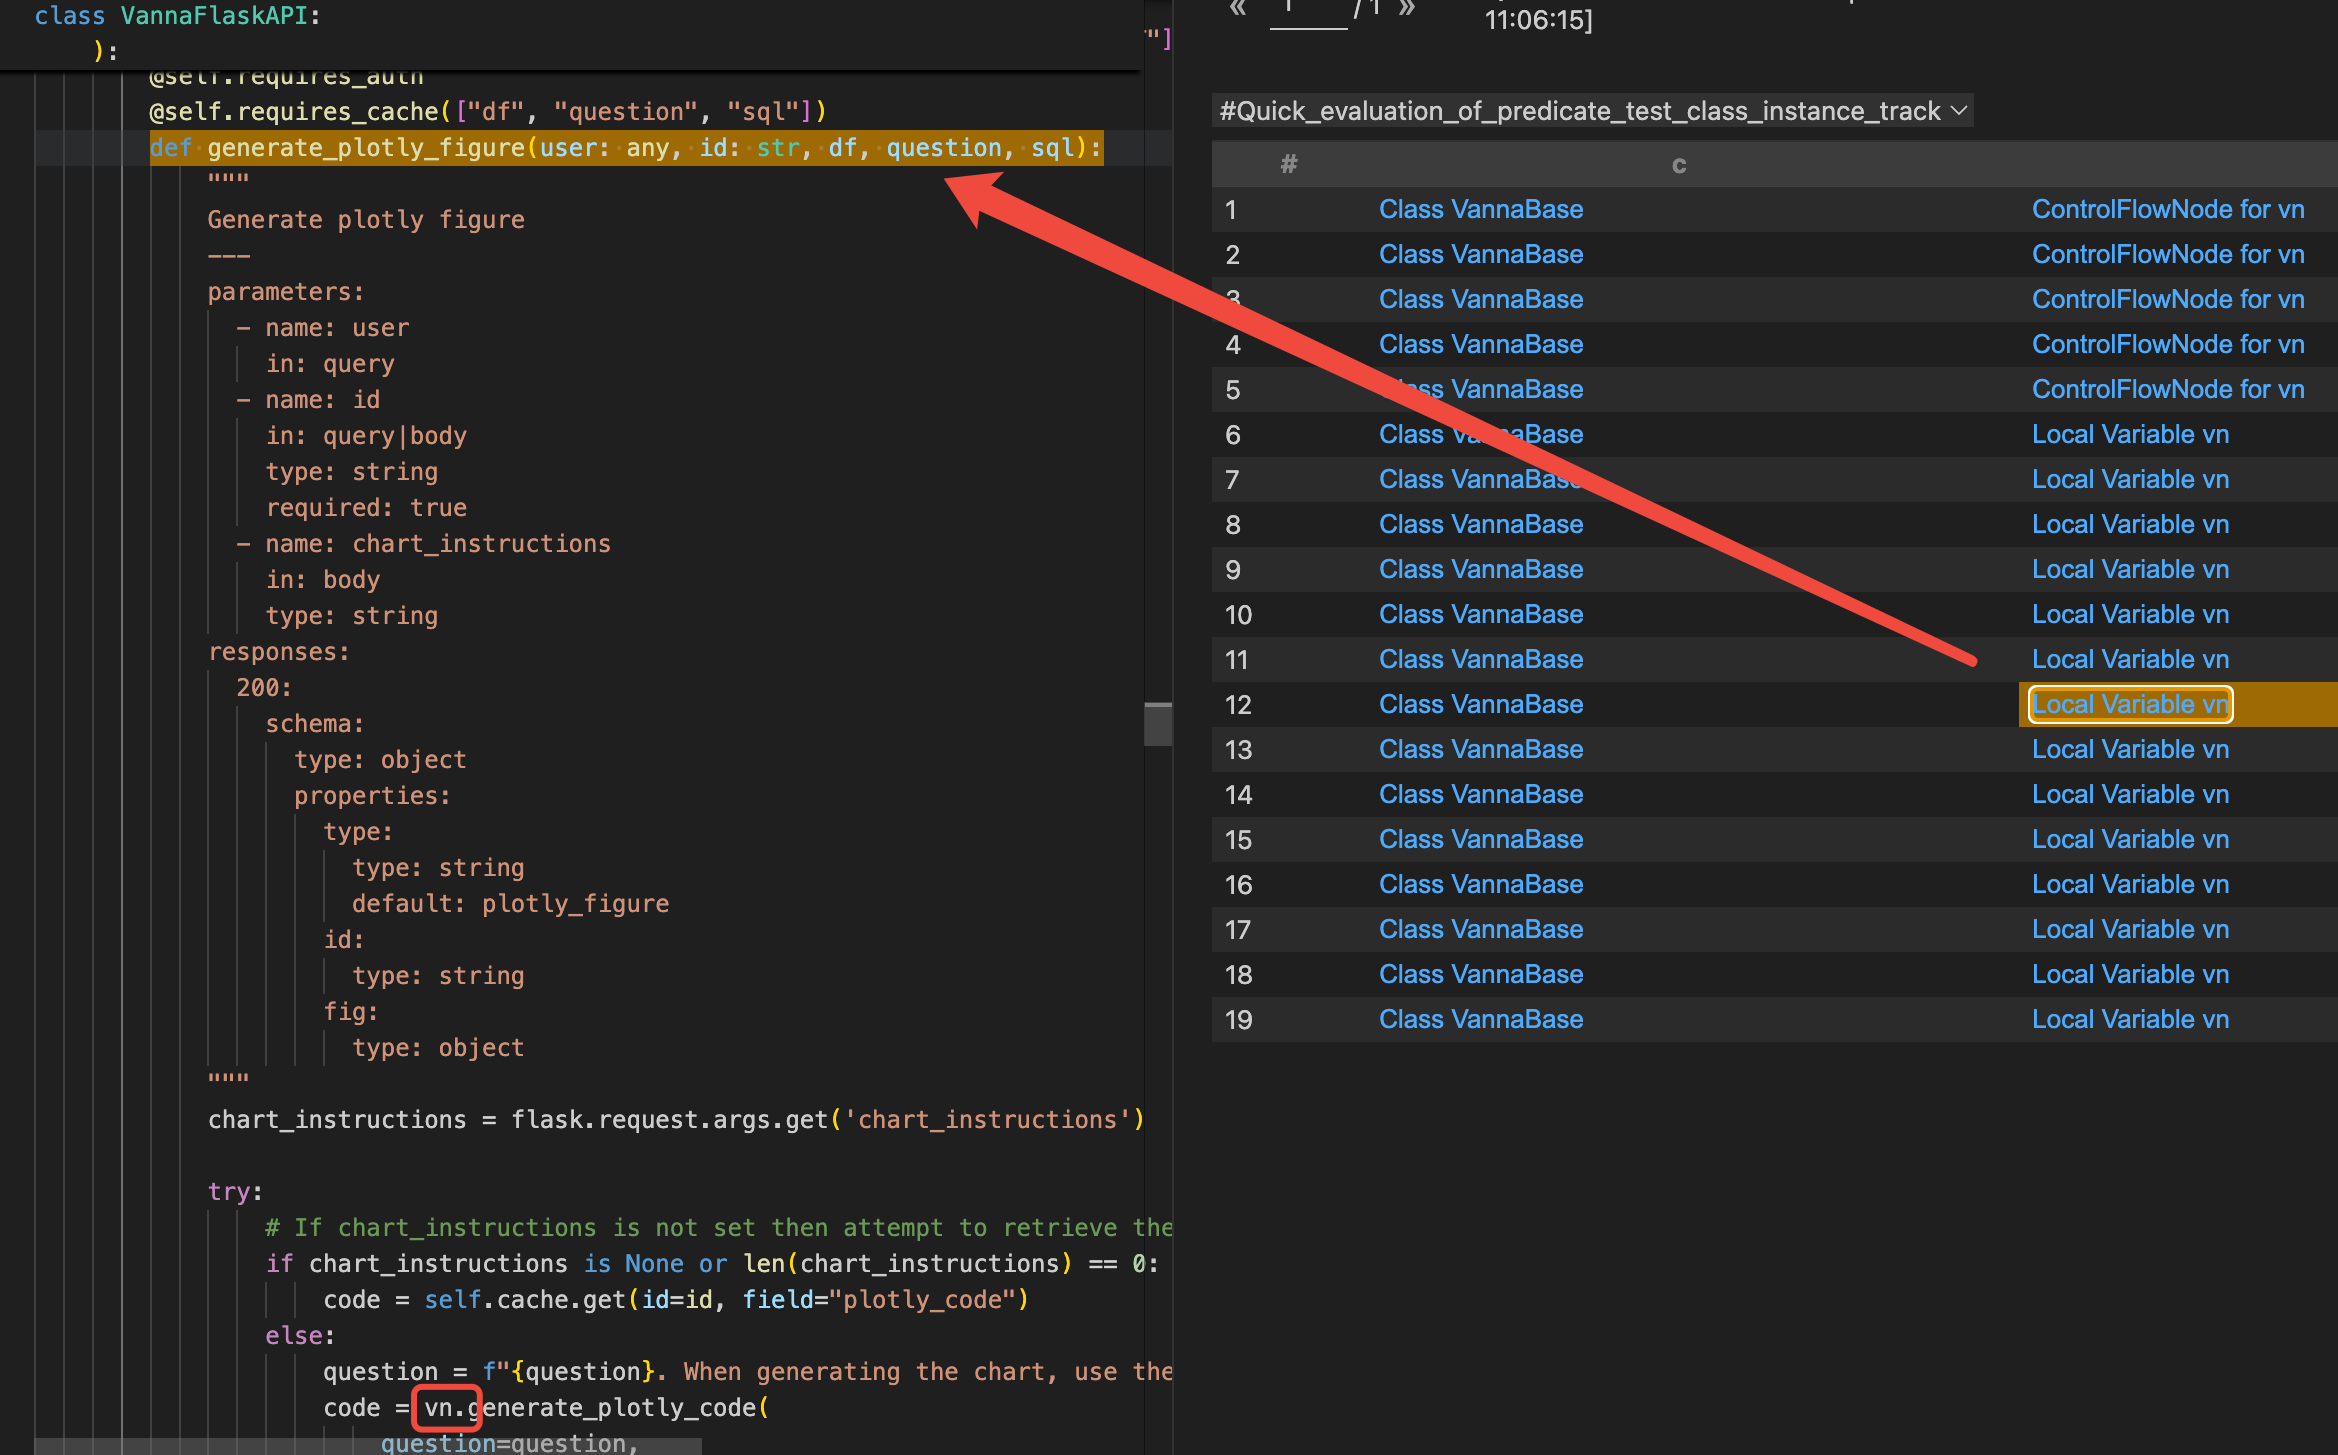 class VannaFlaskAPI:
):
"]
@self.requires_auth
@self.requires_cache(["df", "question", "sql"])
def generate_plotly_figure(user: any, id: str, df, question, sql):
"""
Generate plotly figure
---
parameters:
- name: user
in: query
- name: id
in: query|body
type: string
required: true
- name: chart_instructions
in: body
type: string
responses:
200:
schema:
type: object
properties:
type:
type: string
default: plotly_figure
id:
type: string
fig:
type: object
"""
chart_instructions = flask.request.args.get('chart_instructions')
try:
# If chart_instructions is not set then attempt to retrieve the
if chart_instructions is None or len(chart_instructions) == 0:
code = self.cache.get(id=id, field="plotly_code")
else:
question = f"{question}. When generating the chart, use the
code = vn.generate_plotly_code(
question=question,
« 1 / 1 »
11:06:15]
#Quick_evaluation_of_predicate_test_class_instance_track
# c
1 Class VannaBase ControlFlowNode for vn
2 Class VannaBase ControlFlowNode for vn
3 Class VannaBase ControlFlowNode for vn
4 Class VannaBase ControlFlowNode for vn
5 Class VannaBase ControlFlowNode for vn
6 Class VannaBase Local Variable vn
7 Class VannaBase Local Variable vn
8 Class VannaBase Local Variable vn
9 Class VannaBase Local Variable vn
10 Class VannaBase Local Variable vn
11 Class VannaBase Local Variable vn
12 Class VannaBase Local Variable vn
13 Class VannaBase Local Variable vn
14 Class VannaBase Local Variable vn
15 Class VannaBase Local Variable vn
16 Class VannaBase Local Variable vn
17 Class VannaBase Local Variable vn
18 Class VannaBase Local Variable vn
19 Class VannaBase Local Variable vn